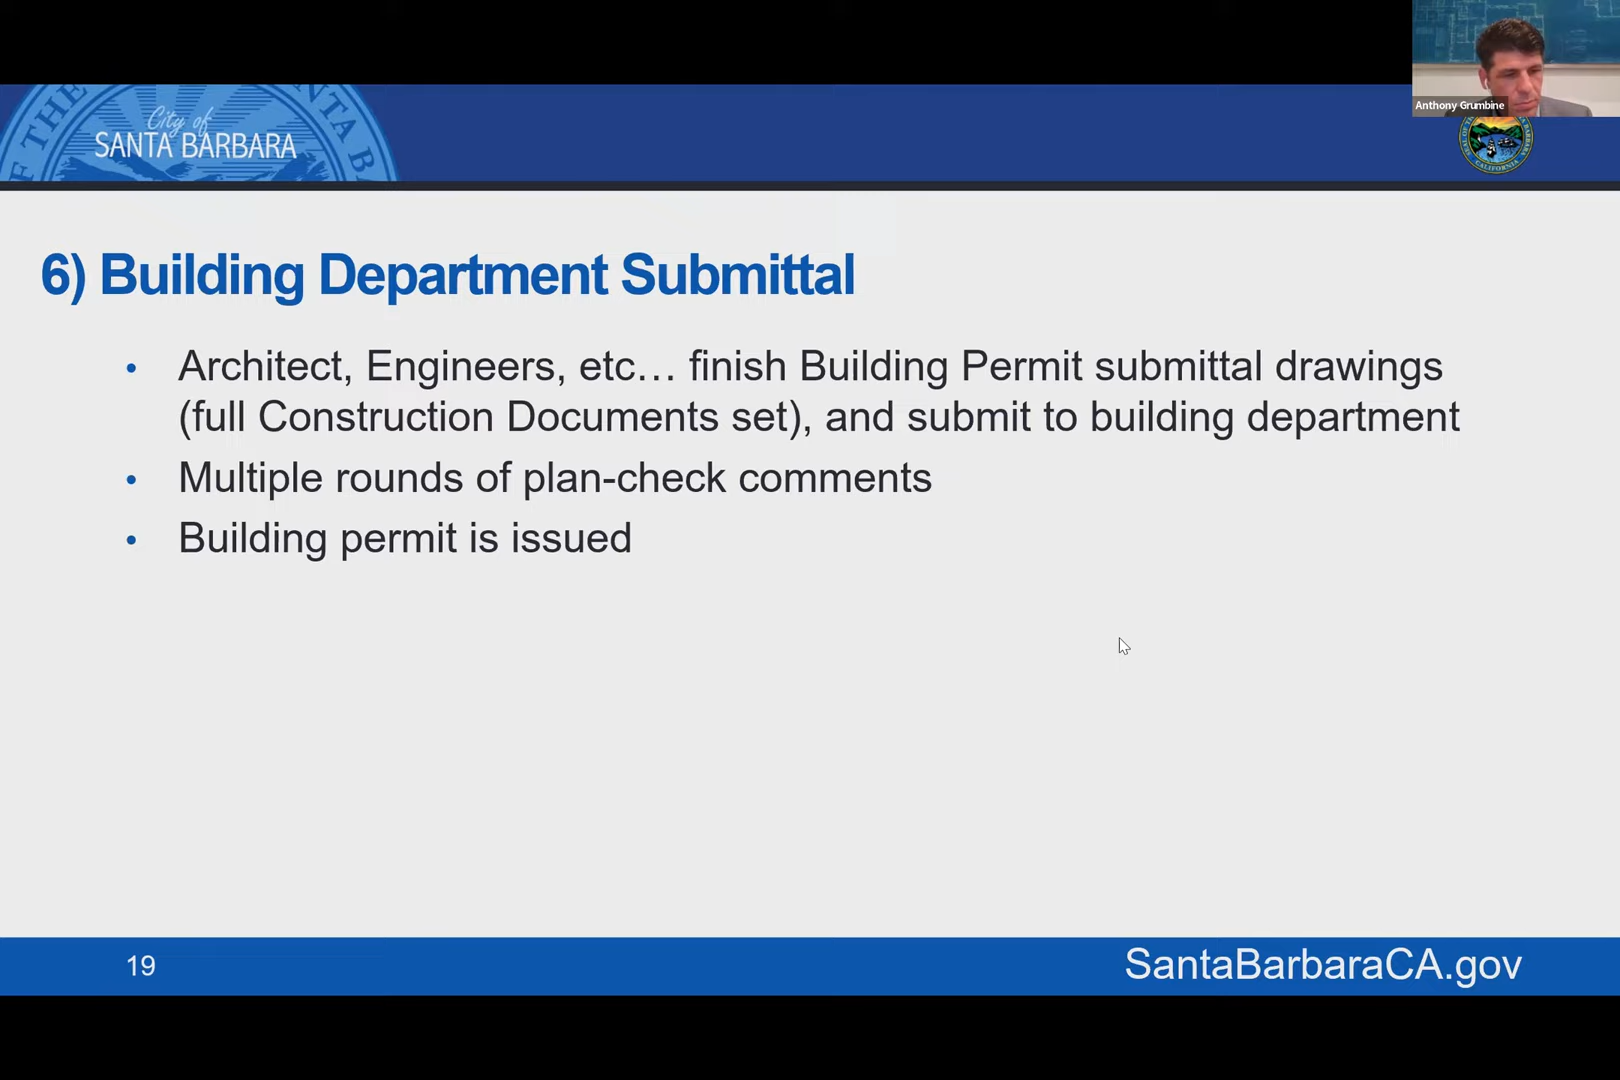 Anthony Grumbine
City of
SANTA BARBARA
CALIFORNIA
6) Building Department Submittal
• Architect, Engineers, etc… finish Building Permit submittal drawings
(full Construction Documents set), and submit to building department
• Multiple rounds of plan-check comments
• Building permit is issued
19
SantaBarbaraCA.gov